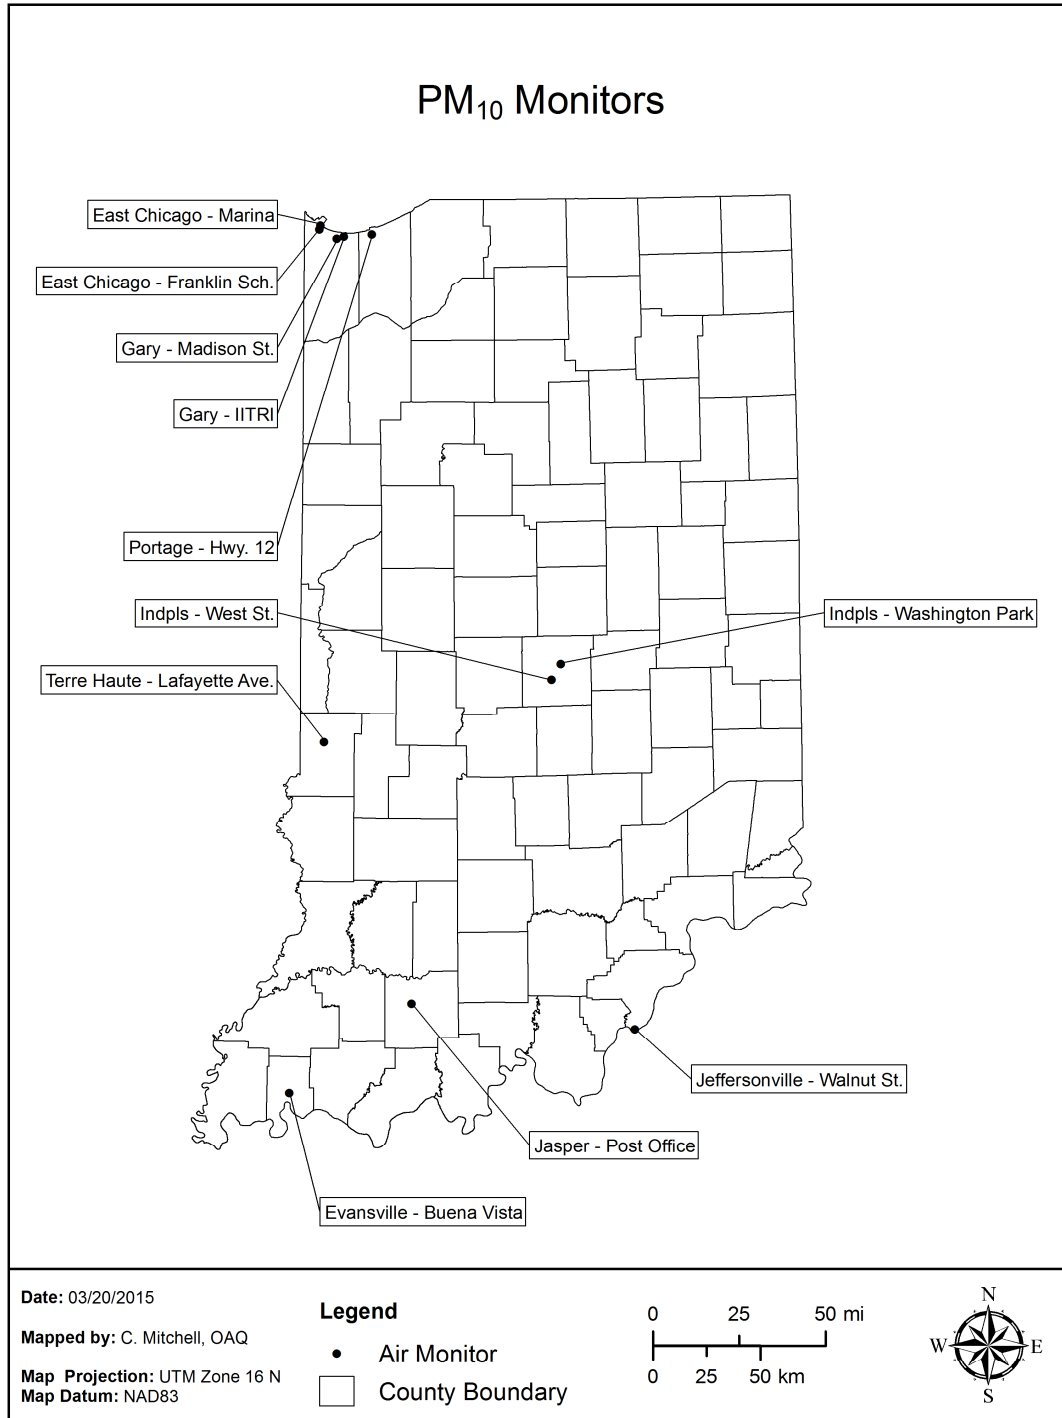 PM10 Monitors
East Chicago - Marina
East Chicago - Franklin Sch.
Gary - Madison St.
Gary - IITRI
Portage - Hwy. 12
Indpls - West St.
Indpls - Washington Park
Terre Haute - Lafayette Ave.
Jeffersonville - Walnut St.
Jasper - Post Office
Evansville - Buena Vista
Date: 03/20/2015
Mapped by: C. Mitchell, OAQ
Map Projection: UTM Zone 16 N
Map Datum: NAD83
Legend
Air Monitor
County Boundary
0 25 50 mi
0 25 50 km
N
W E
S